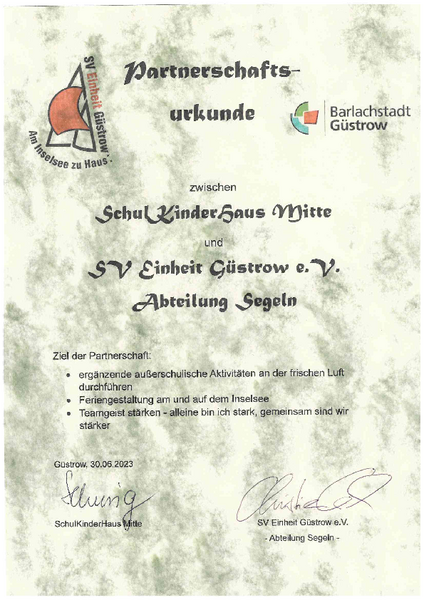 SV Einheit Güstrow
"Am Inselsee zu Haus".
Partnerschafts-
urkunde
Barlachstadt
Güstrow
zwischen
SchulKinderHaus Mitte
und
SV Einheit Güstrow e.V.
Abteilung Segeln
Ziel der Partnerschaft:
• ergänzende außerschulische Aktivitäten an der frischen Luft
durchführen
• Feriengestaltung am und auf dem Inselsee
• Teamgeist stärken - alleine bin ich stark, gemeinsam sind wir
stärker
Güstrow, 30.06.2023
SchulKinderHaus Mitte
SV Einheit Güstrow e.V.
- Abteilung Segeln -